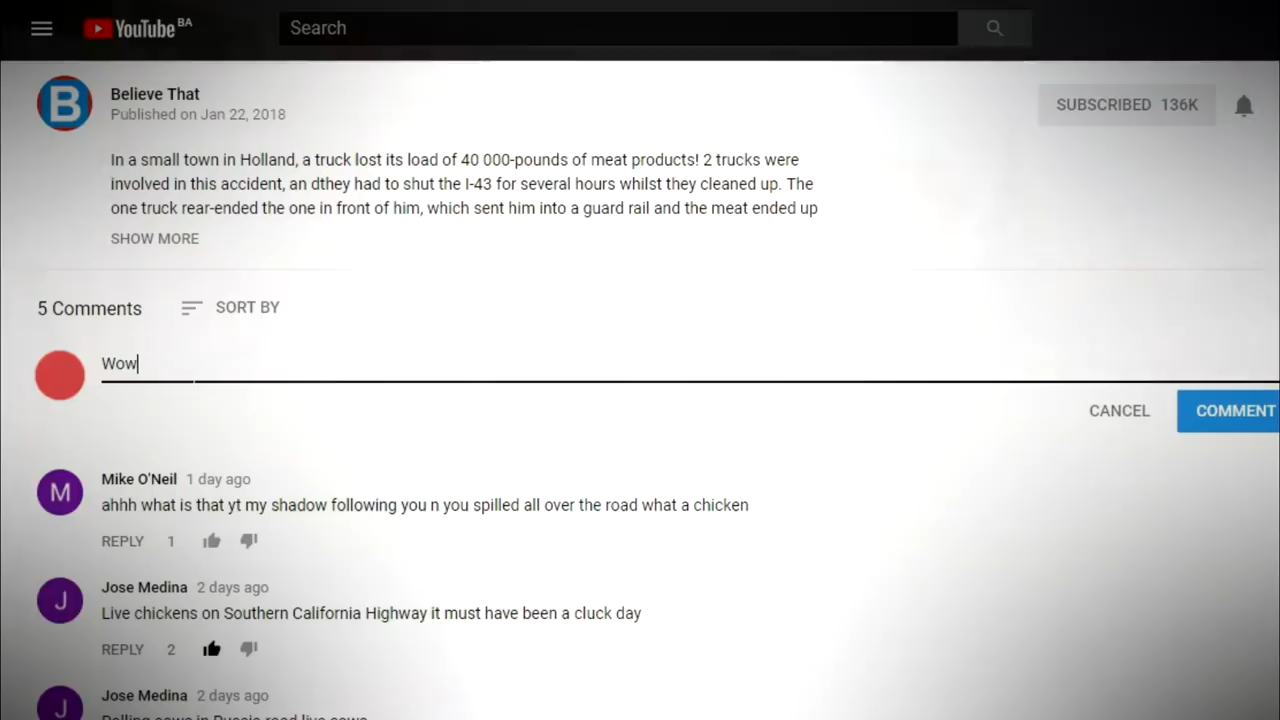 YouTube BA
Search
B
Believe That
Published on Jan 22, 2018
SUBSCRIBED 136K
In a small town in Holland, a truck lost its load of 40 000-pounds of meat products! 2 trucks were
involved in this accident, an dthey had to shut the I-43 for several hours whilst they cleaned up. The
one truck rear-ended the one in front of him, which sent him into a guard rail and the meat ended up
SHOW MORE
5 Comments SORT BY
Wow
CANCEL COMMENT
M
Mike O'Neil 1 day ago
ahhh what is that yt my shadow following you n you spilled all over the road what a chicken
REPLY 1
J
Jose Medina 2 days ago
Live chickens on Southern California Highway it must have been a cluck day
REPLY 2
J
Jose Medina 2 days ago